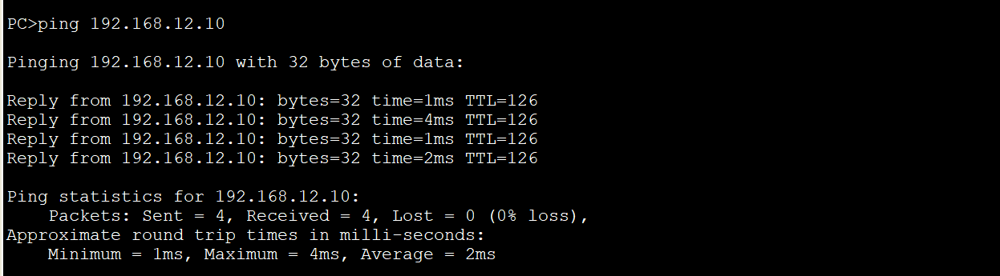 PC>ping 192.168.12.10
Pinging 192.168.12.10 with 32 bytes of data:
Reply from 192.168.12.10: bytes=32 time=1ms TTL=126
Reply from 192.168.12.10: bytes=32 time=4ms TTL=126
Reply from 192.168.12.10: bytes=32 time=1ms TTL=126
Reply from 192.168.12.10: bytes=32 time=2ms TTL=126
Ping statistics for 192.168.12.10:
    Packets: Sent = 4, Received = 4, Lost = 0 (0% loss),
Approximate round trip times in milli-seconds:
    Minimum = 1ms, Maximum = 4ms, Average = 2ms